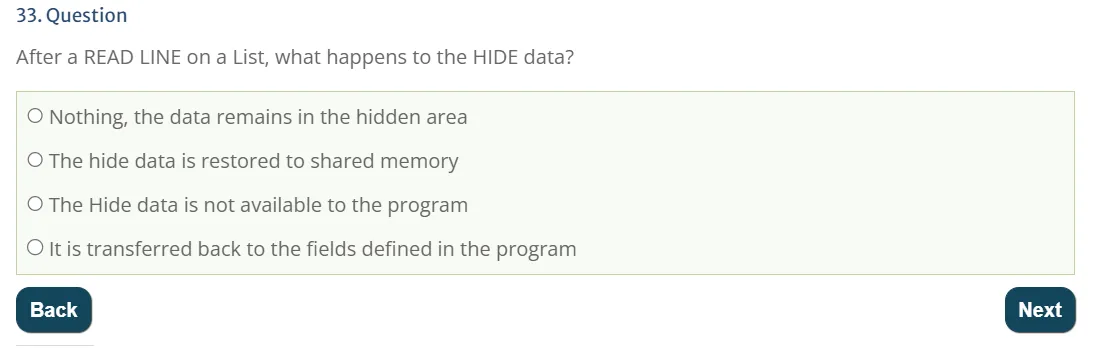 33. Question
After a READ LINE on a List, what happens to the HIDE data?
Nothing, the data remains in the hidden area
The hide data is restored to shared memory
The Hide data is not available to the program
It is transferred back to the fields defined in the program
Back
Next